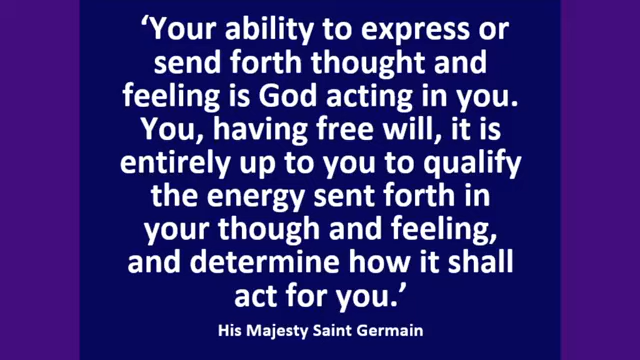 ‘Your ability to express or
send forth thought and
feeling is God acting in you.
You, having free will, it is
entirely up to you to qualify
the energy sent forth in
your though and feeling,
and determine how it shall
act for you.’
His Majesty Saint Germain